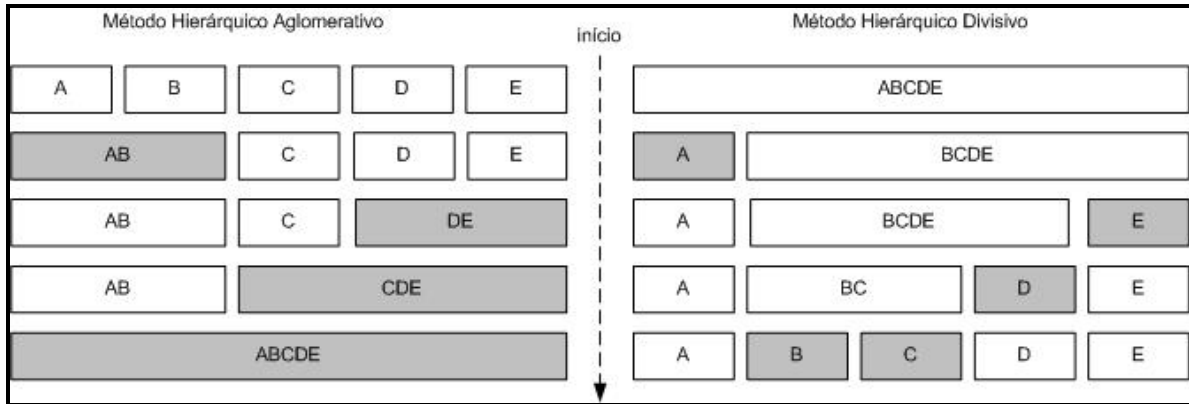 Método Hierárquico Aglomerativo
início
Método Hierárquico Divisivo
A B C D E
ABCDE
AB C D E
A BCDE
AB C DE
A BCDE E
AB CDE
A BC D E
ABCDE
A B C D E